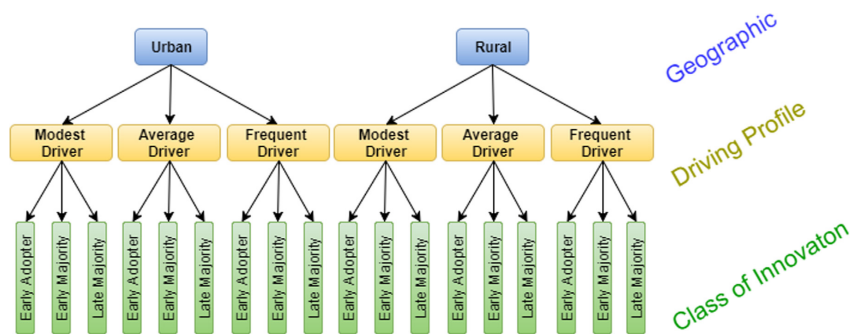 Urban
Rural
Geographic
Modest
Driver
Average
Driver
Frequent
Driver
Modest
Driver
Average
Driver
Frequent
Driver
Driving Profile
Early Adopter
Early Majority
Late Majority
Early Adopter
Early Majority
Late Majority
Early Adopter
Early Majority
Late Majority
Early Adopter
Early Majority
Late Majority
Early Adopter
Early Majority
Late Majority
Early Adopter
Early Majority
Late Majority
Class of Innovaton